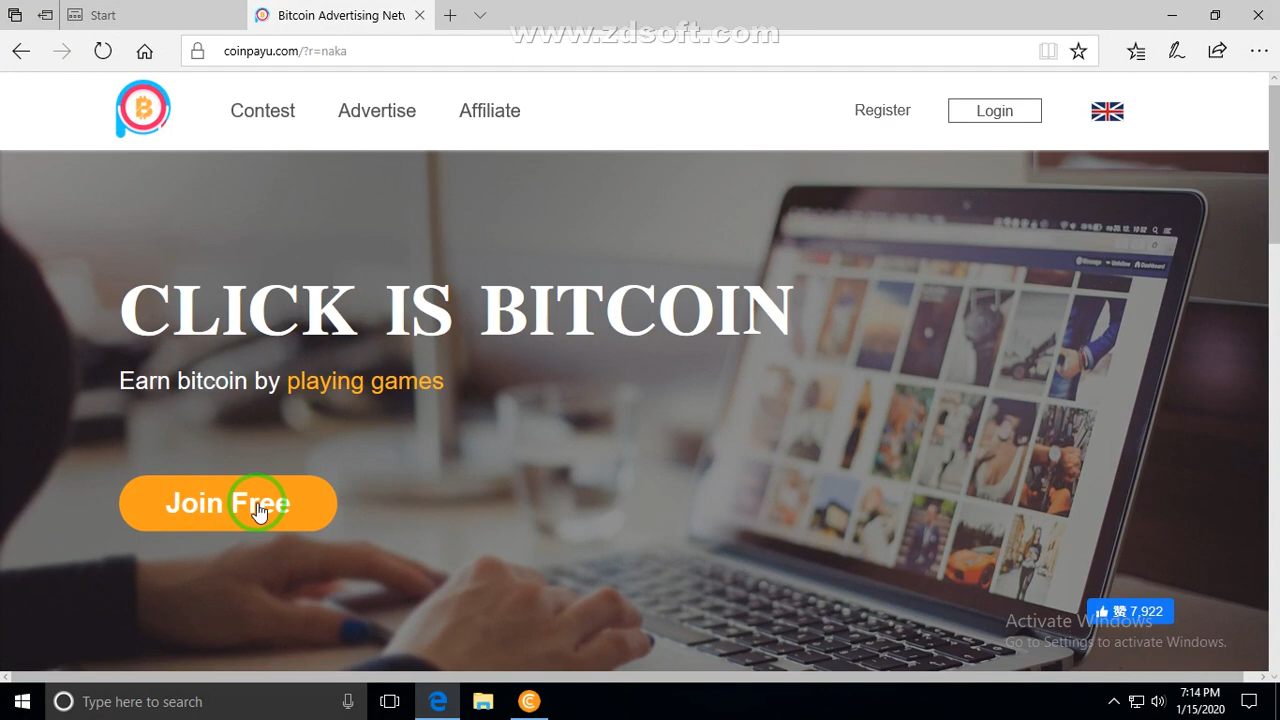 Start
Bitcoin Advertising Netv
www.zdsoft.com
coinpayu.com/?r=naka
Contest
Advertise
Affiliate
Register
Login
CLICK IS BITCOIN
Earn bitcoin by playing games
Join Free
赞 7,922
Activate Windows
Go to Settings to activate Windows.
Type here to search
7:14 PM
1/15/2020